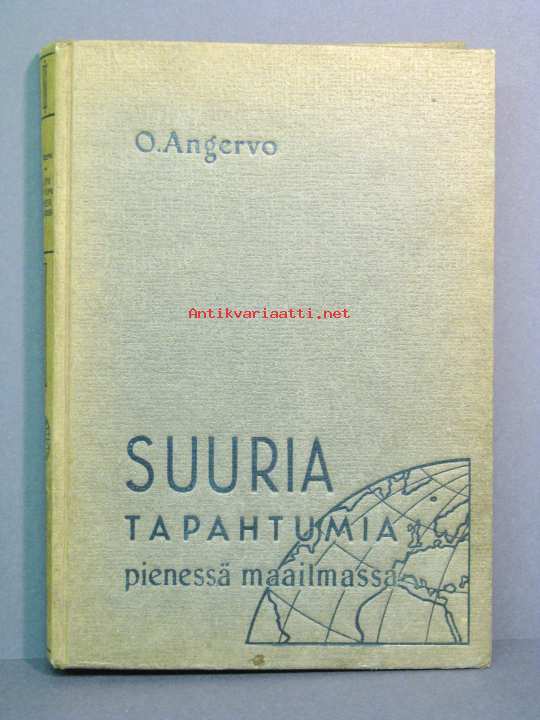 O. Angervo
Antikvariaatti.net
SUURIA
TAPAHTUMIA
pienessä maailmassa